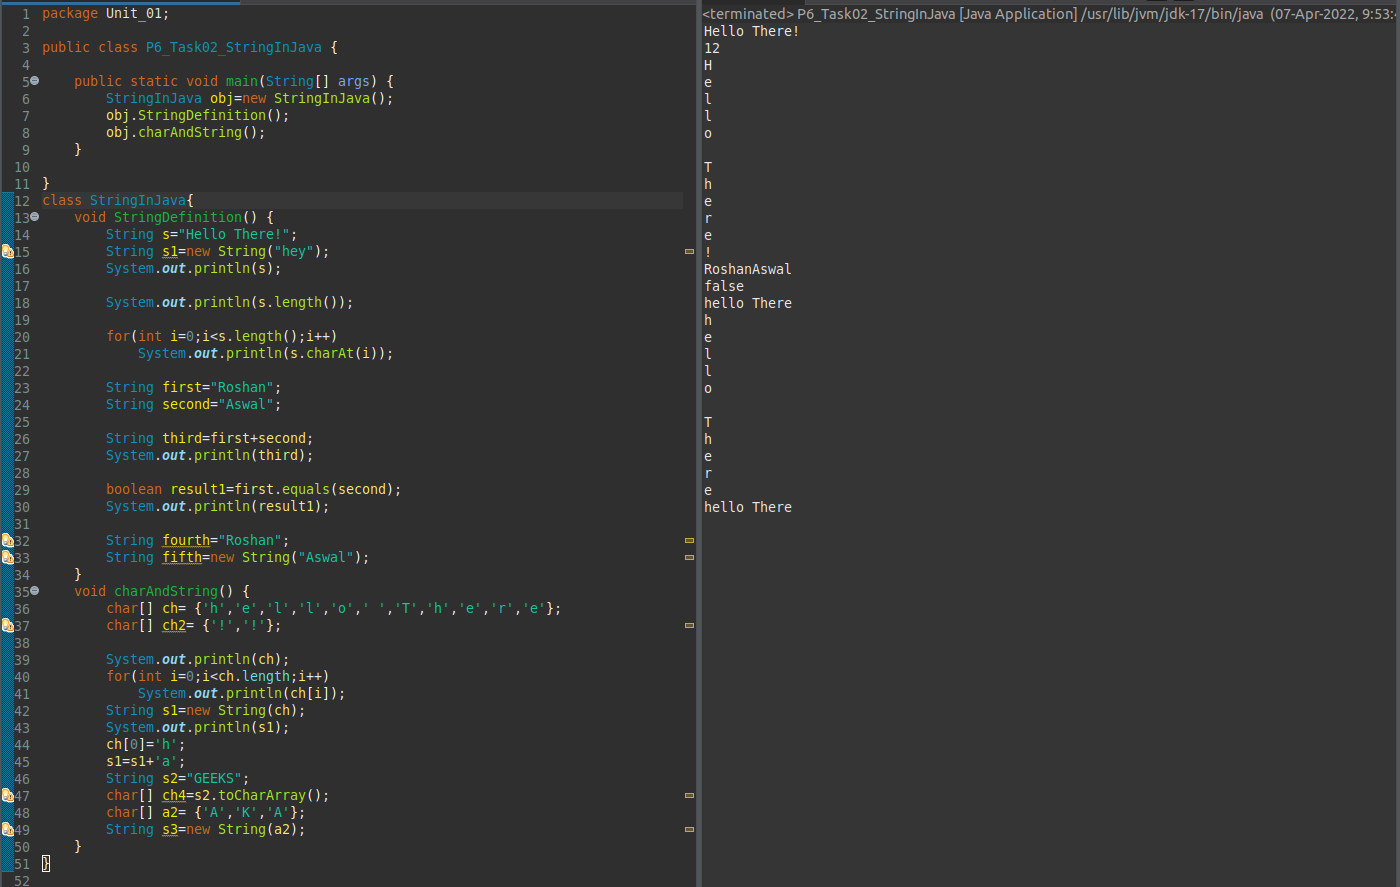 1 package Unit_01;
2
3 public class P6_Task02_StringInJava {
4
5     public static void main(String[] args) {
6         StringInJava obj=new StringInJava();
7         obj.StringDefinition();
8         obj.charAndString();
9     }
10
11 }
12 class StringInJava{
13     void StringDefinition() {
14         String s="Hello There!";
15         String s1=new String("hey");
16         System.out.println(s);
17
18         System.out.println(s.length());
19
20         for(int i=0;i<s.length();i++)
21             System.out.println(s.charAt(i));
22
23         String first="Roshan";
24         String second="Aswal";
25
26         String third=first+second;
27         System.out.println(third);
28
29         boolean result1=first.equals(second);
30         System.out.println(result1);
31
32         String fourth="Roshan";
33         String fifth=new String("Aswal");
34     }
35     void charAndString() {
36         char[] ch= {'h','e','l','l','o',' ','T','h','e','r','e'};
37         char[] ch2= {'!','!'};
38
39         System.out.println(ch);
40         for(int i=0;i<ch.length;i++)
41             System.out.println(ch[i]);
42         String s1=new String(ch);
43         System.out.println(s1);
44         ch[0]='h';
45         s1=s1+'a';
46         String s2="GEEKS";
47         char[] ch4=s2.toCharArray();
48         char[] a2= {'A','K','A'};
49         String s3=new String(a2);
50     }
51 }
52
<terminated> P6_Task02_StringInJava [Java Application] /usr/lib/jvm/jdk-17/bin/java (07-Apr-2022, 9:53:
Hello There!
12
H
e
l
l
o

T
h
e
r
e
!
RoshanAswal
false
hello There
h
e
l
l
o

T
h
e
r
e
hello There